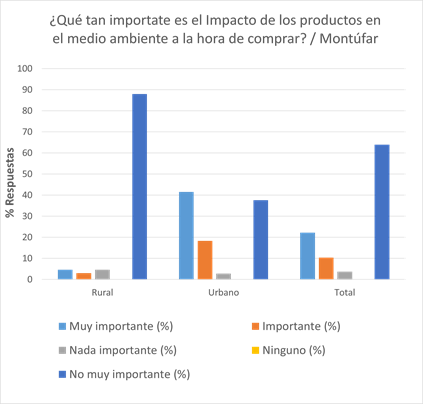 ¿Qué tan importate es el Impacto de los productos en
el medio ambiente a la hora de comprar? / Montúfar
% Respuestas
100
90
80
70
60
50
40
30
20
10
0
Rural Urbano Total
Muy importante (%) Importante (%)
Nada importante (%) Ninguno (%)
No muy importante (%)